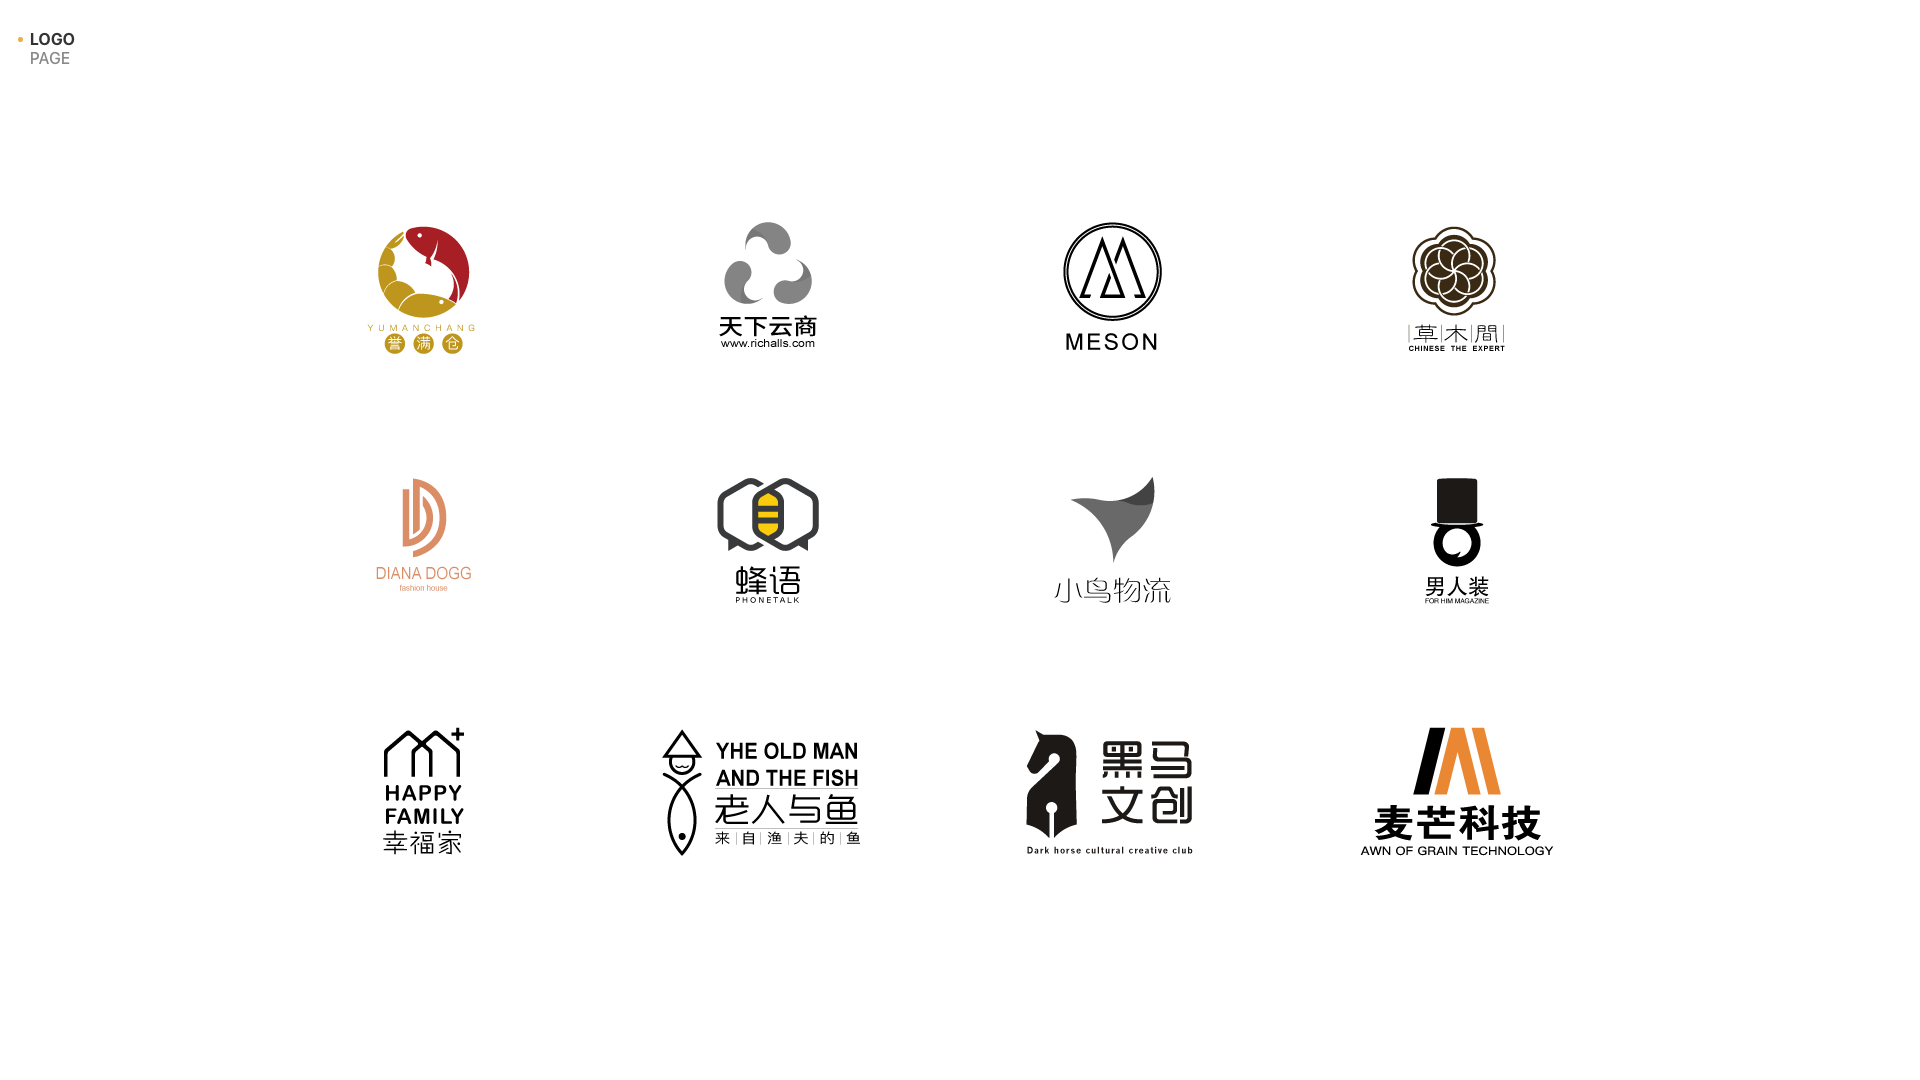 LOGO
PAGE
YUMANCHANG
誉满仓
天下云商
www.richalls.com
MESON
草木間
CHINESE THE EXPERT
DIANA DOGG
fashion house
蜂语
PHONETALK
小鸟物流
男人装
FOR HIM MAGAZINE
HAPPY
FAMILY
幸福家
YHE OLD MAN
AND THE FISH
老人与鱼
来自渔夫的鱼
黑马
文创
Dark horse cultural creative club
麦芒科技
AWN OF GRAIN TECHNOLOGY